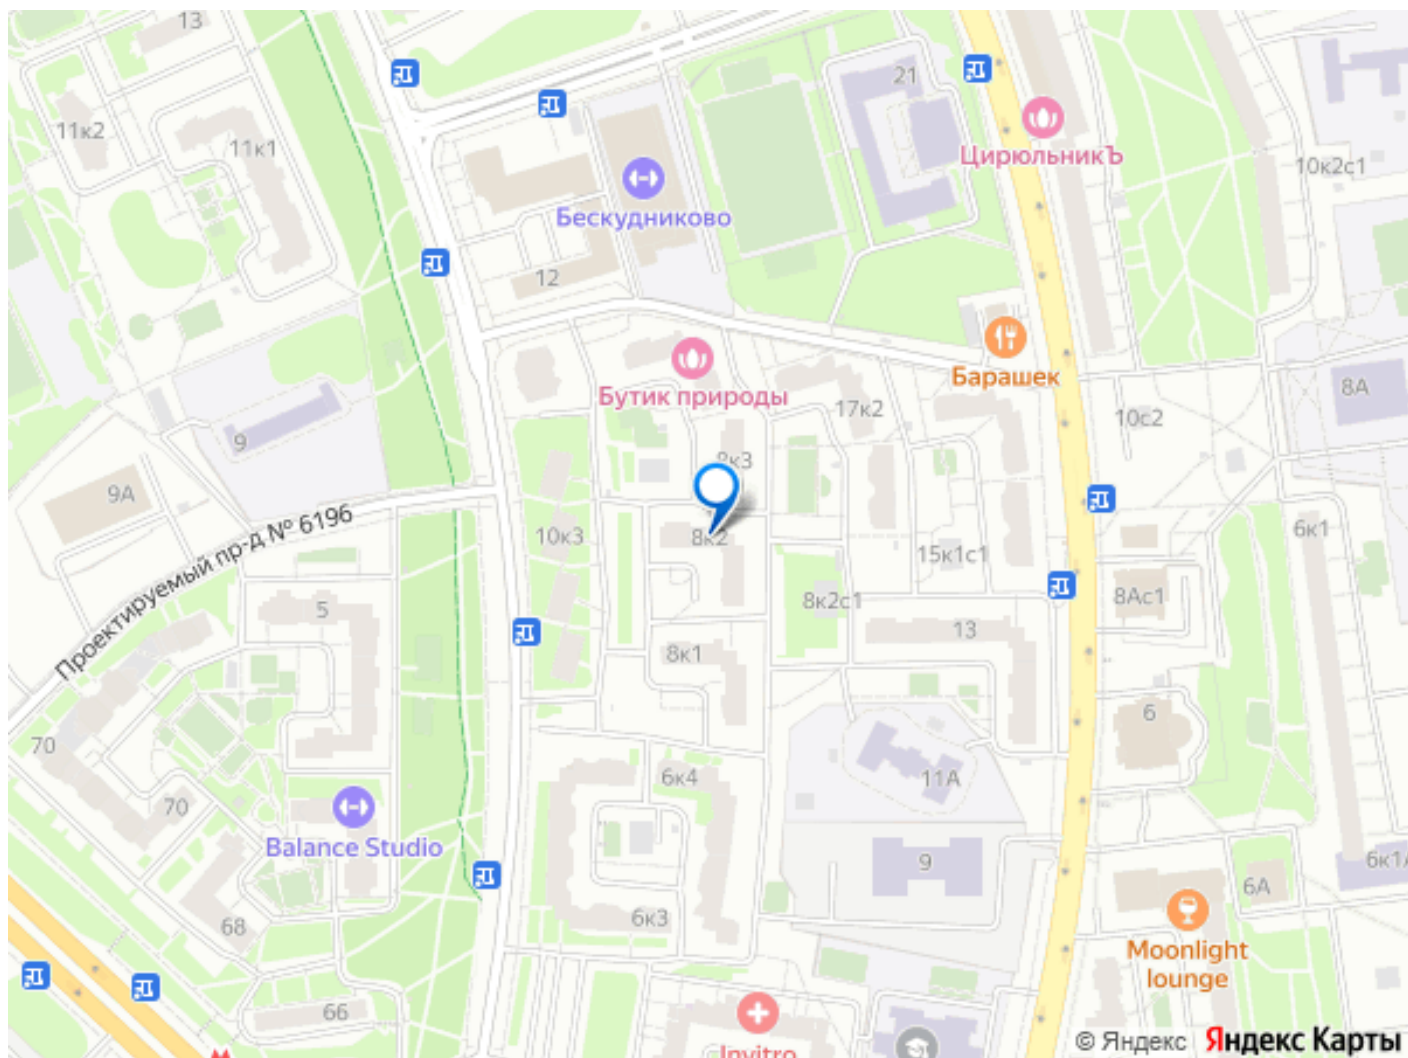 13
21
11к2
11к1
ЦирюльникЪ
10к2с1
Бескудниково
12
Барашек
Бутик природы
8А
17к2
10с2
9
8к3
9А
Проектируемый пр-д № 6196
10к3
8к2
6к1
15к1с1
5
8к2с1
8Ас1
13
8к1
6
70
6к4
11А
70
Balance Studio
9
6к1А
6А
68
6к3
Moonlight
lounge
66
Invitro
© Яндекс Яндекс Карты